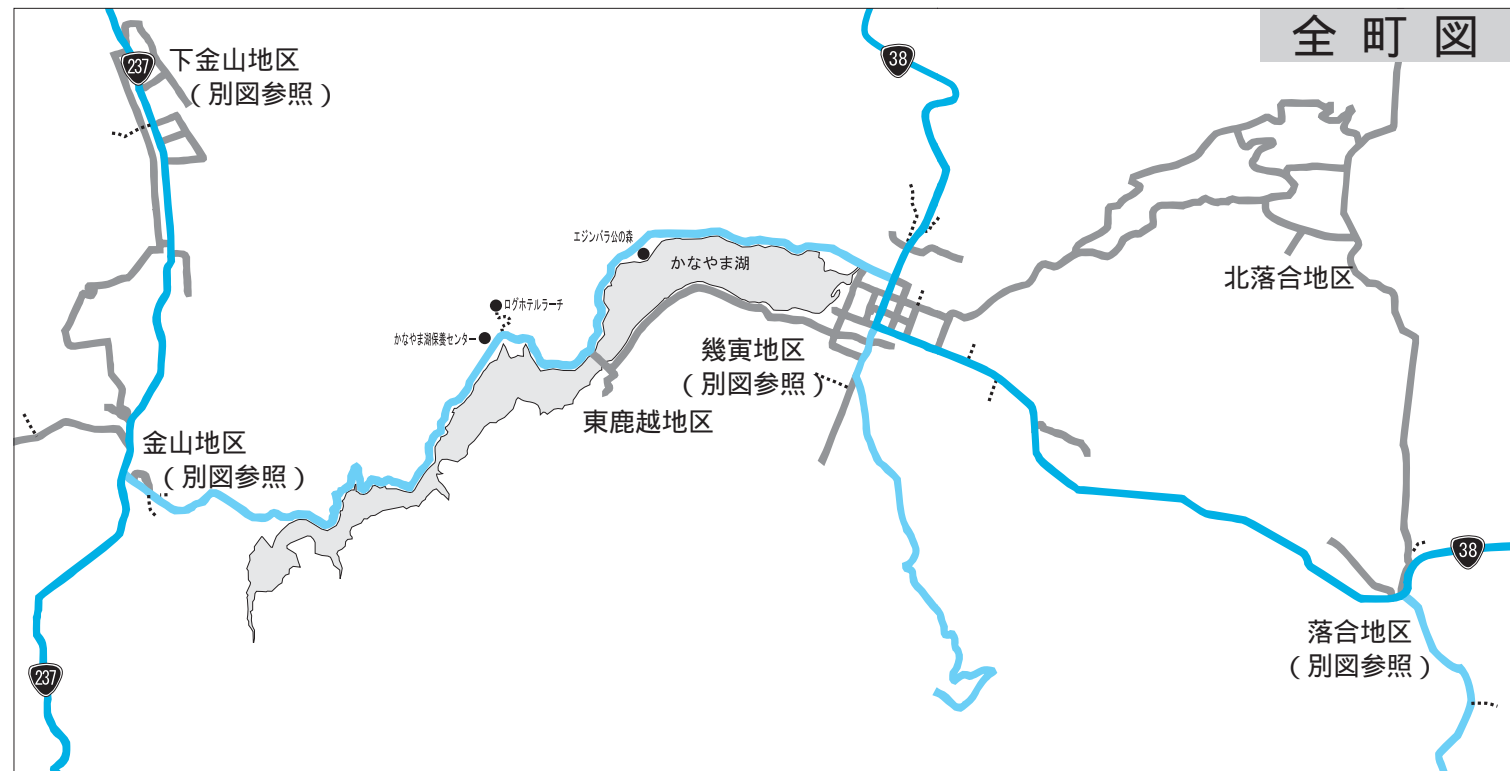 全町図
237
下金山地区
(別図参照)
38
エジンバラ公の森
かなやま湖
北落合地区
ログホテルラーチ
かなやま湖保養センター
幾寅地区
(別図参照)
東鹿越地区
金山地区
(別図参照)
38
落合地区
(別図参照)
237